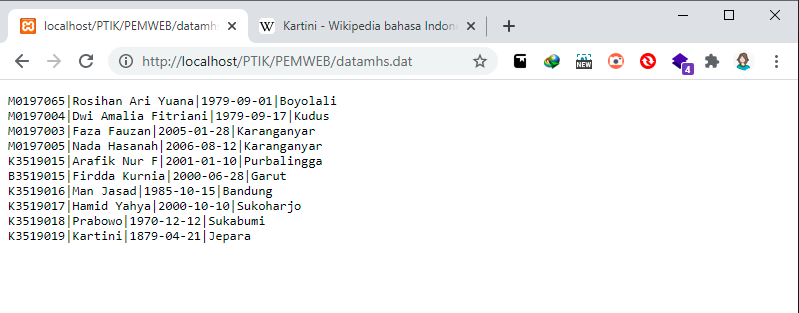 localhost/PTIK/PEMWEB/datamhs
Kartini - Wikipedia bahasa Indone
http://localhost/PTIK/PEMWEB/datamhs.dat
NEW
4
M0197065|Rosihan Ari Yuana|1979-09-01|Boyolali
M0197004|Dwi Amalia Fitriani|1979-09-17|Kudus
M0197003|Faza Fauzan|2005-01-28|Karanganyar
M0197005|Nada Hasanah|2006-08-12|Karanganyar
K3519015|Arafik Nur F|2001-01-10|Purbalingga
B3519015|Firdda Kurnia|2000-06-28|Garut
K3519016|Man Jasad|1985-10-15|Bandung
K3519017|Hamid Yahya|2000-10-10|Sukoharjo
K3519018|Prabowo|1970-12-12|Sukabumi
K3519019|Kartini|1879-04-21|Jepara